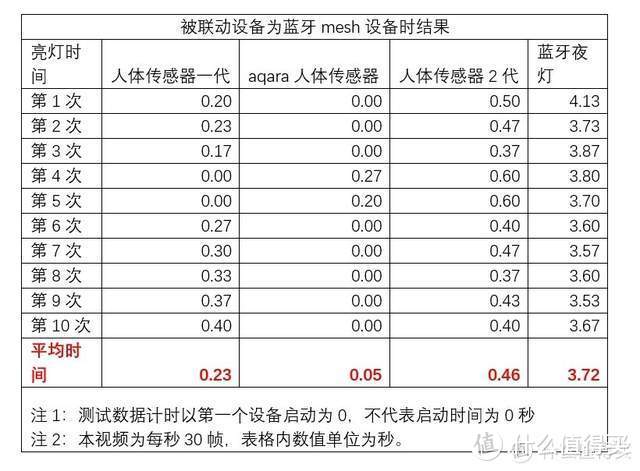 被联动设备为蓝牙 mesh 设备时结果
亮灯时间 人体传感器一代 aqara 人体传感器 人体传感器 2 代 蓝牙夜灯
第 1 次 0.20 0.00 0.50 4.13
第 2 次 0.23 0.00 0.47 3.73
第 3 次 0.17 0.00 0.37 3.87
第 4 次 0.00 0.27 0.60 3.80
第 5 次 0.00 0.20 0.60 3.70
第 6 次 0.27 0.00 0.40 3.60
第 7 次 0.30 0.00 0.47 3.57
第 8 次 0.33 0.00 0.37 3.60
第 9 次 0.37 0.00 0.43 3.53
第 10 次 0.40 0.00 0.40 3.67
平均时间 0.23 0.05 0.46 3.72
注 1：测试数据计时以第一个设备启动为 0，不代表启动时间为 0 秒
注 2：本视频为每秒 30 帧，表格内数值单位为秒。
值 什么值得买